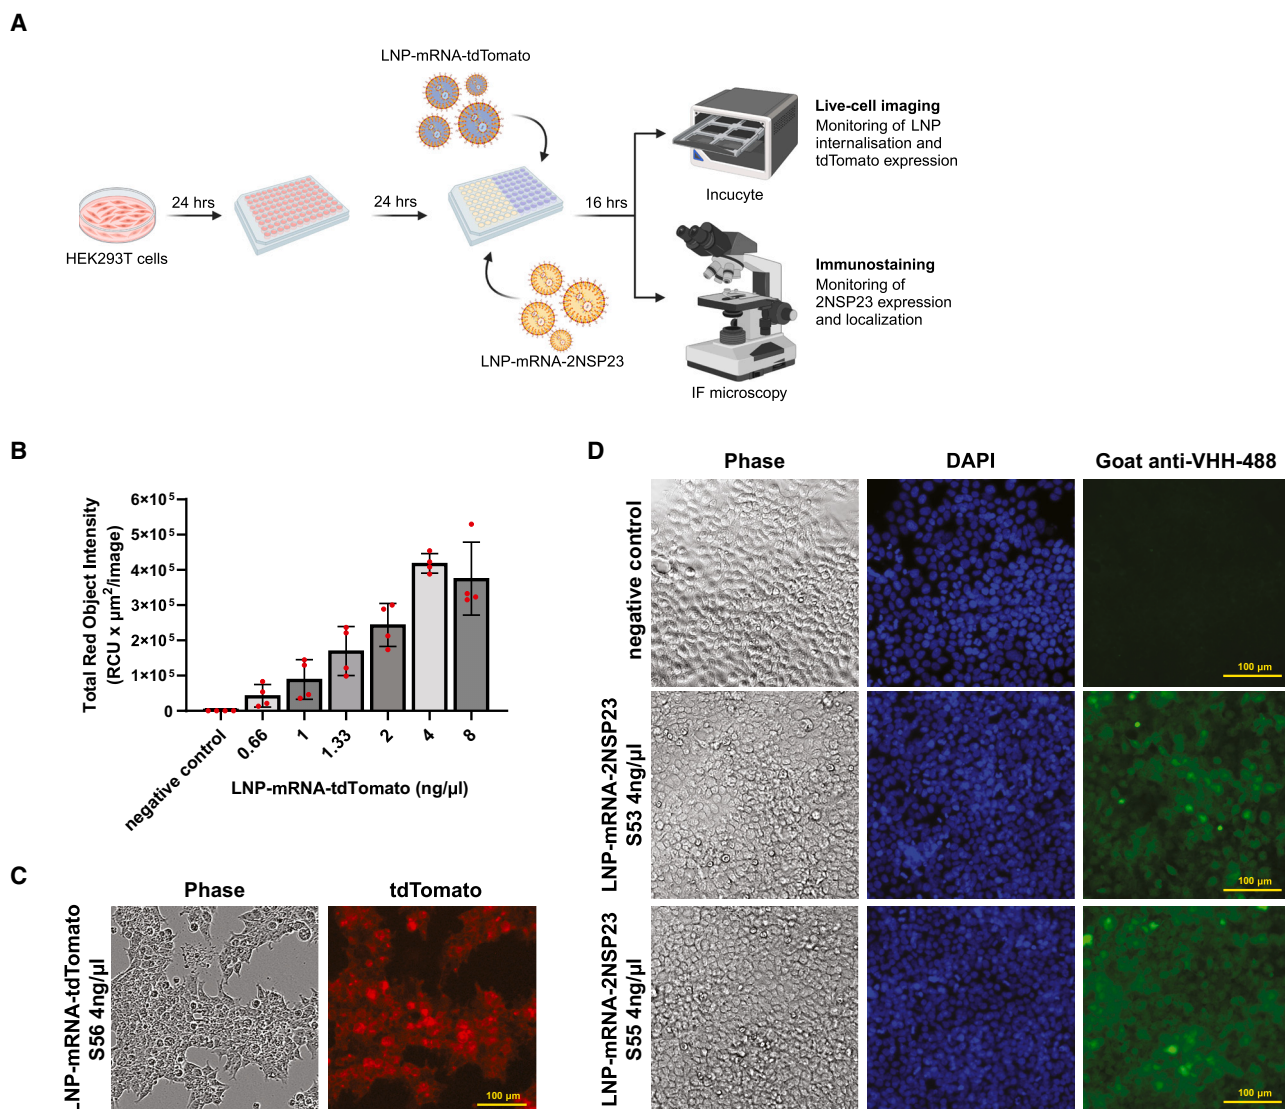 A
LNP-mRNA-tdTomato
24 hrs
24 hrs
16 hrs
HEK293T cells
LNP-mRNA-2NSP23
Incucyte
Live-cell imaging
Monitoring of LNP
internalisation and
tdTomato expression
IF microscopy
Immunostaining
Monitoring of
2NSP23 expression
and localization
B
Total Red Object Intensity
(RCU x µm²/image)
6×10⁵
5×10⁵
4×10⁵
3×10⁵
2×10⁵
1×10⁵
0
negative control
0.66
1
1.33
2
4
8
LNP-mRNA-tdTomato (ng/µl)
C
Phase
tdTomato
LNP-mRNA-tdTomato
S56 4ng/µl
100 µm
D
Phase
DAPI
Goat anti-VHH-488
negative control
100 µm
LNP-mRNA-2NSP23
S53 4ng/µl
100 µm
LNP-mRNA-2NSP23
S55 4ng/µl
100 µm